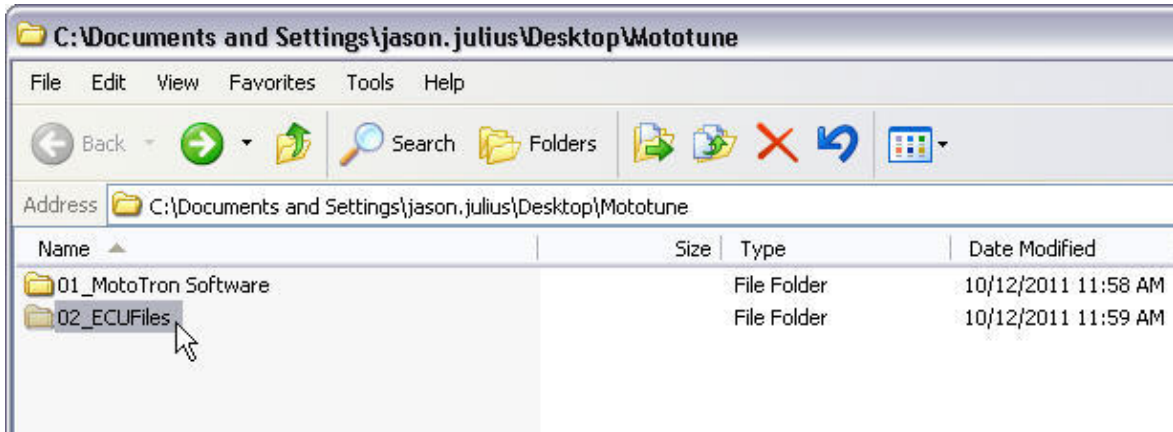 C:\Documents and Settings\jason.julius\Desktop\Mototune
File Edit View Favorites Tools Help
Back Search Folders
Address C:\Documents and Settings\jason.julius\Desktop\Mototune
Name Size Type Date Modified
01_MotoTron Software File Folder 10/12/2011 11:58 AM
02_ECUFiles File Folder 10/12/2011 11:59 AM